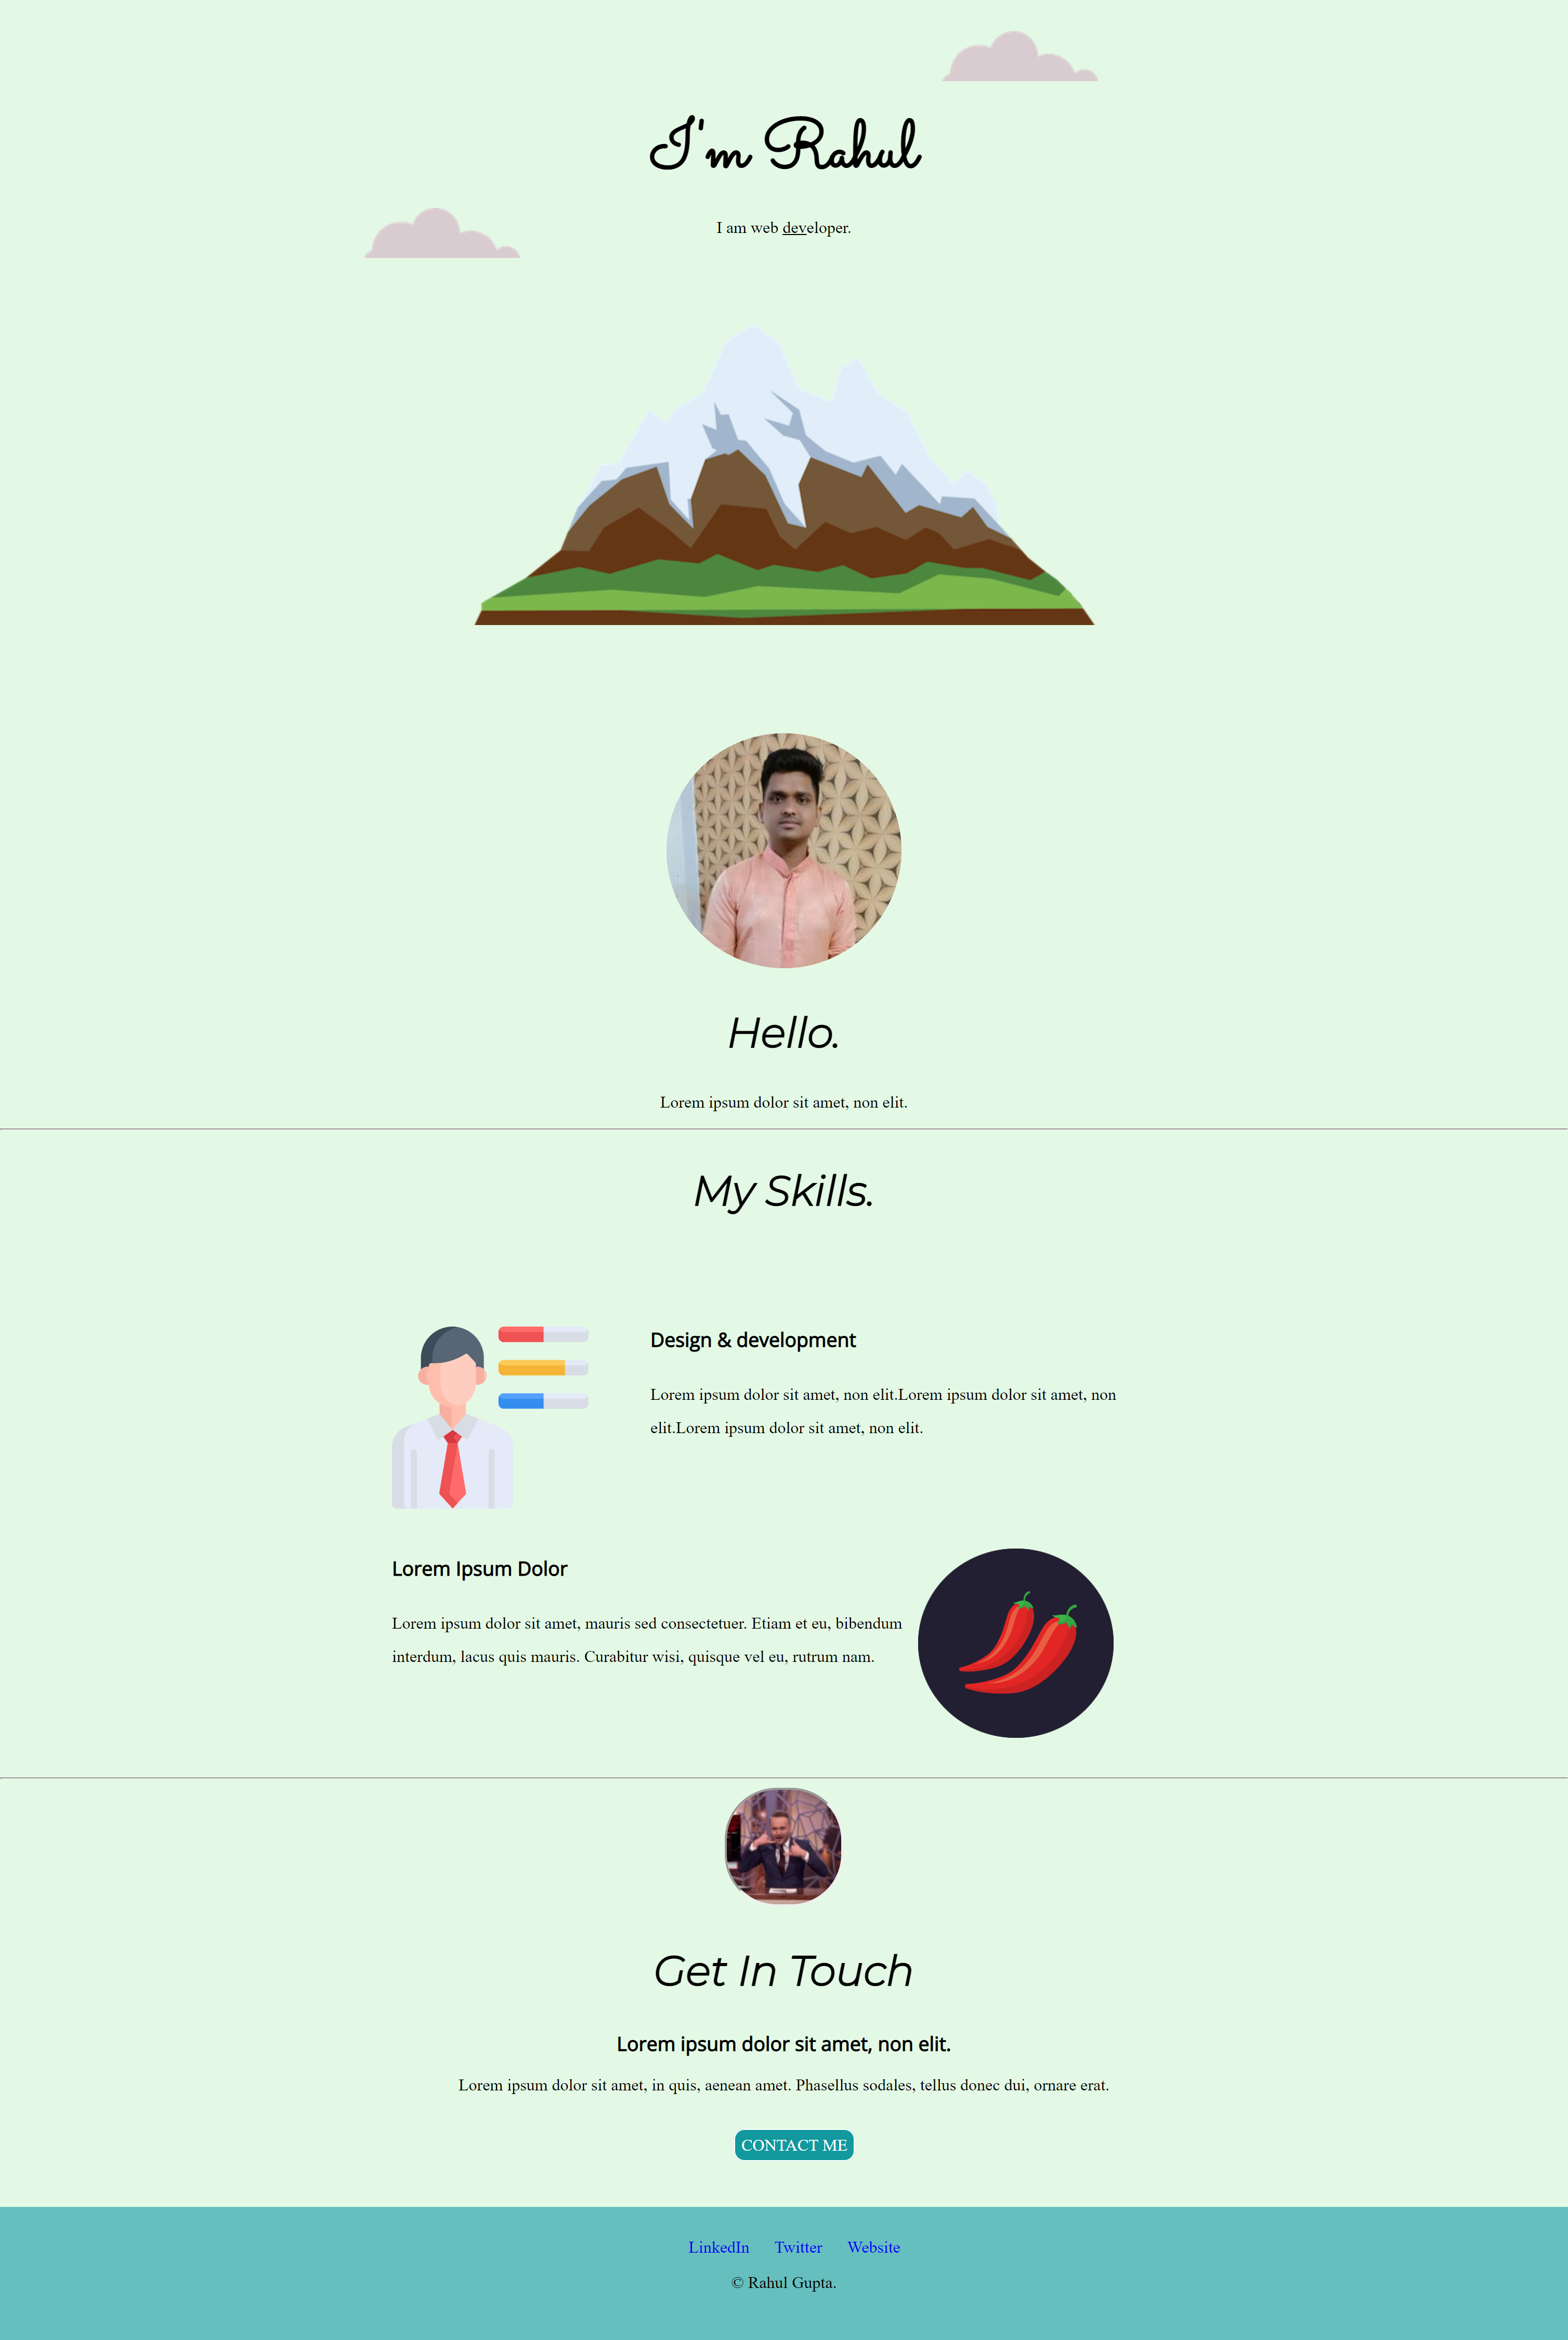 I'm Rahul
I am web developer.
Hello.
Lorem ipsum dolor sit amet, non elit.
My Skills.
Design & development
Lorem ipsum dolor sit amet, non elit.Lorem ipsum dolor sit amet, non
elit.Lorem ipsum dolor sit amet, non elit.
Lorem Ipsum Dolor
Lorem ipsum dolor sit amet, mauris sed consectetuer. Etiam et eu, bibendum
interdum, lacus quis mauris. Curabitur wisi, quisque vel eu, rutrum nam.
Get In Touch
Lorem ipsum dolor sit amet, non elit.
Lorem ipsum dolor sit amet, in quis, aenean amet. Phasellus sodales, tellus donec dui, ornare erat.
CONTACT ME
LinkedIn Twitter Website
© Rahul Gupta.